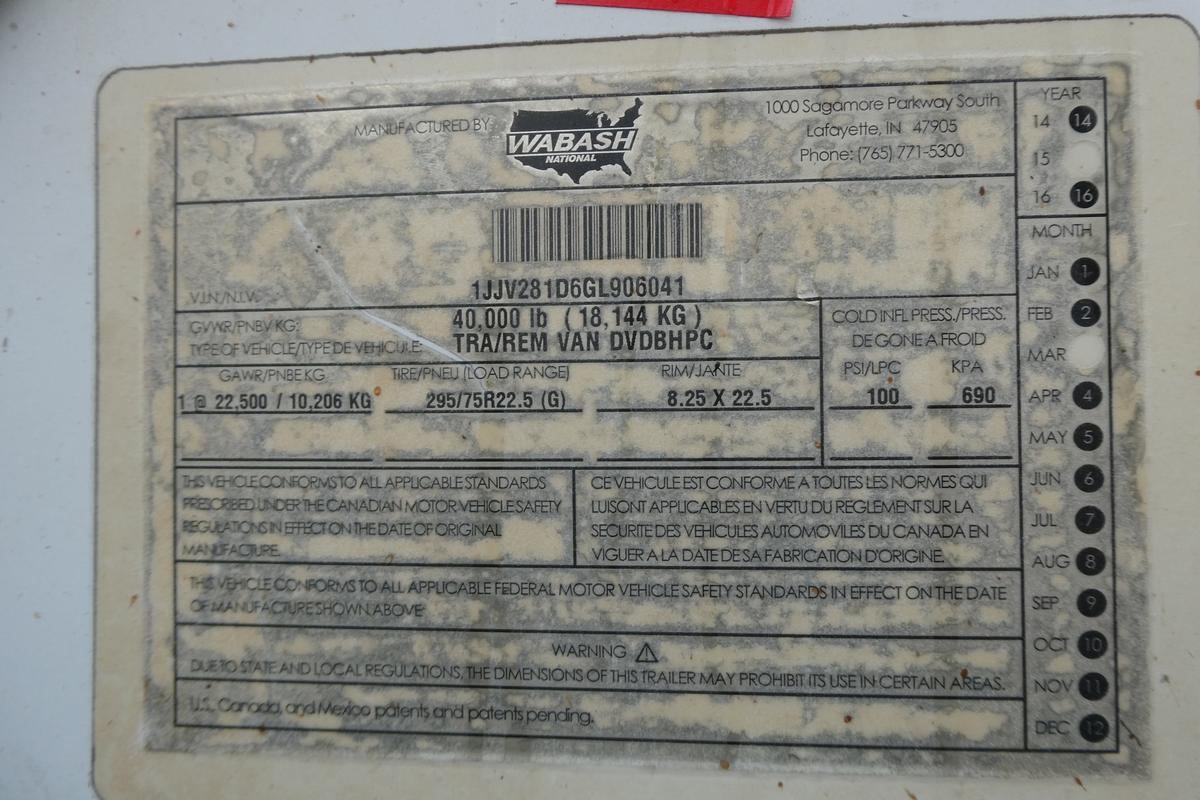 MANUFACTURED BY
WABASH
NATIONAL
1000 Sagamore Parkway South
Lafayette, IN 47905
Phone: (765) 771-5300
V.I.N./N.I.V.
1JJV281D6GL906041
GVWR/PNBV KG:
40,000 lb ( 18,144 KG )
TYPE OF VEHICLE/TYPE DE VEHICULE:
TRA/REM VAN DVDBHPC
COLD INFL PRESS./PRESS.
DE GONE A FROID
GAWR/PNBE KG
TIRE/PNEU (LOAD RANGE)
RIM/JANTE
PSI/LPC
KPA
1 @ 22,500 / 10,206 KG
295/75R22.5 (G)
8.25 X 22.5
100
690
THIS VEHICLE CONFORMS TO ALL APPLICABLE STANDARDS
PRESCRIBED UNDER THE CANADIAN MOTOR VEHICLE SAFETY
REGULATIONS IN EFFECT ON THE DATE OF ORIGINAL
MANUFACTURE.
CE VEHICULE EST CONFORME A TOUTES LES NORMES QUI
LUISONT APPLICABLES EN VERTU DU REGLEMENT SUR LA
SECURITE DES VEHICULES AUTOMOVILES DU CANADA EN
VIGUER A LA DATE DE SA FABRICATION D'ORIGINE.
THIS VEHICLE CONFORMS TO ALL APPLICABLE FEDERAL MOTOR VEHICLE SAFETY STANDARDS IN EFFECT ON THE DATE
OF MANUFACTURE SHOWN ABOVE
WARNING
DUE TO STATE AND LOCAL REGULATIONS, THE DIMENSIONS OF THIS TRAILER MAY PROHIBIT ITS USE IN CERTAIN AREAS.
U.S., Canada, and Mexico patents and patents pending.
YEAR
14 14
15
16 16
MONTH
JAN 1
FEB 2
MAR
APR 4
MAY 5
JUN 6
JUL 7
AUG 8
SEP 9
OCT 10
NOV 11
DEC 12